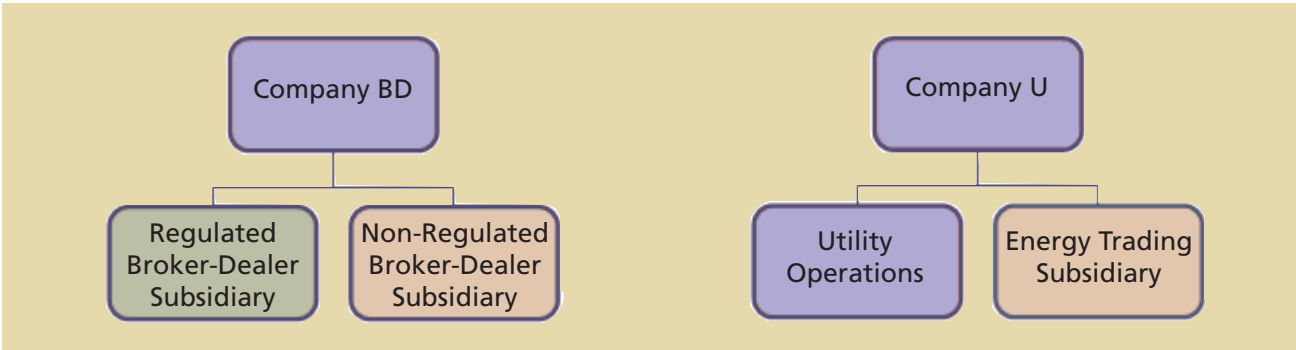 Company BD
Regulated
Broker-Dealer
Subsidiary
Non-Regulated
Broker-Dealer
Subsidiary
Company U
Utility
Operations
Energy Trading
Subsidiary